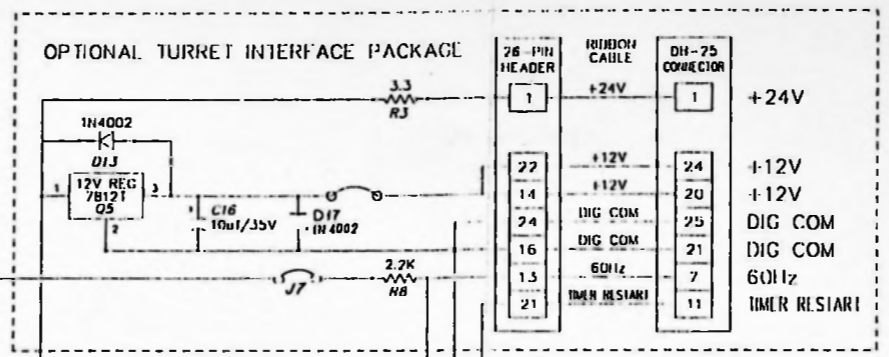 OPTIONAL TURRET INTERFACE PACKAGE
26-PIN HEADER
RIBBON CABLE
DB-25 CONNECTOR
3.3
R3
1
+24V
1
+24V
1N4002
D13
1
12V REG
7812T
Q5
3
2
C16
10uf/35V
D17
1N4002
22
+12V
24
+12V
14
+12V
20
+12V
24
DIG COM
25
DIG COM
16
DIG COM
21
DIG COM
J7
2.2K
R8
13
60Hz
7
60Hz
21
TIMER RESTART
11
TIMER RESTART